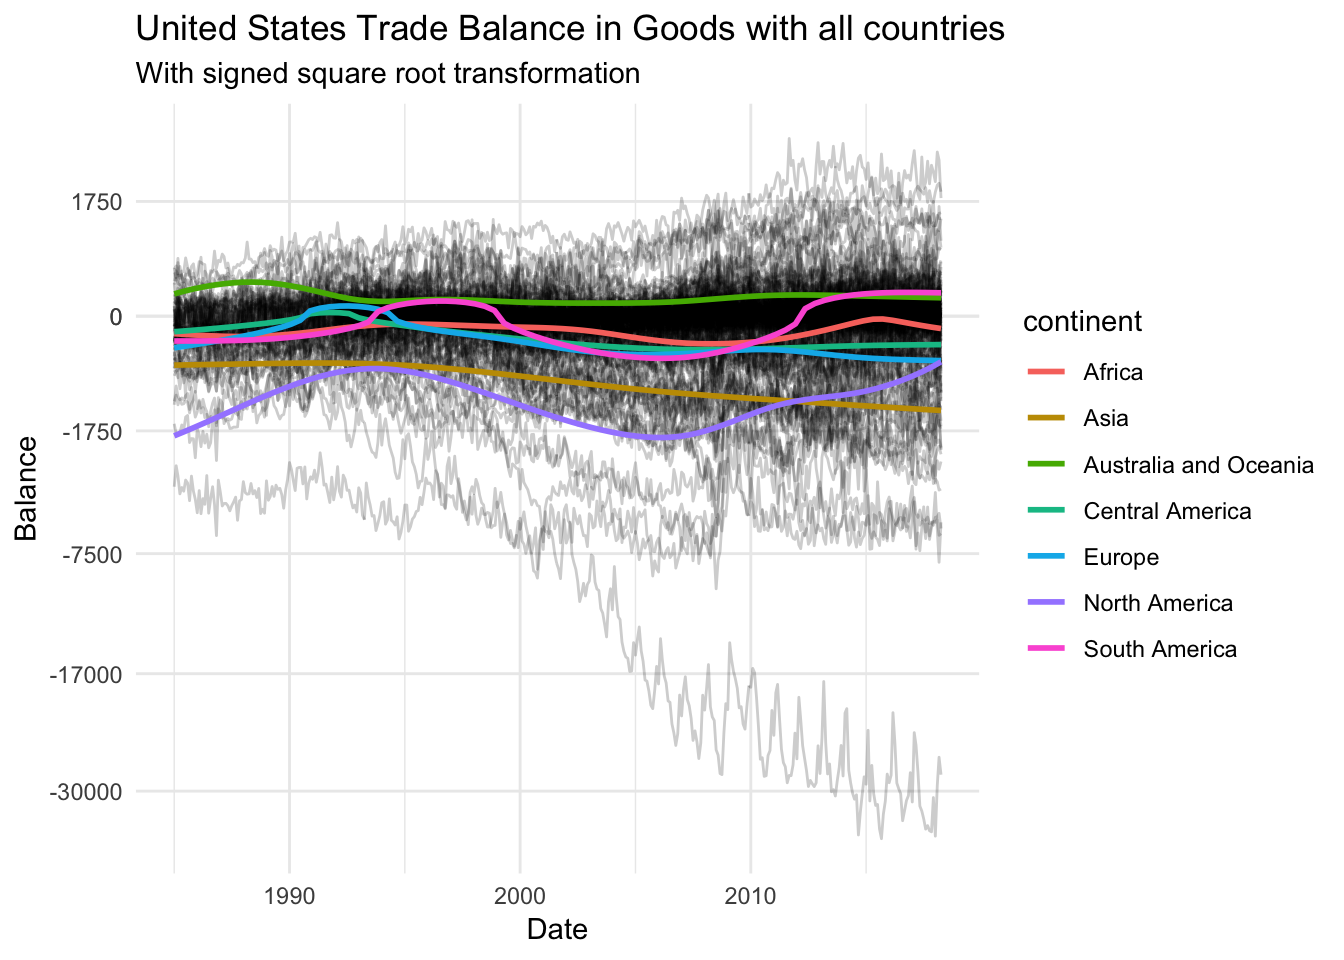 United States Trade Balance in Goods with all countries
With signed square root transformation
1750
0
-1750
-7500
-17000
-30000
Balance
1990
2000
2010
Date
continent
Africa
Asia
Australia and Oceania
Central America
Europe
North America
South America